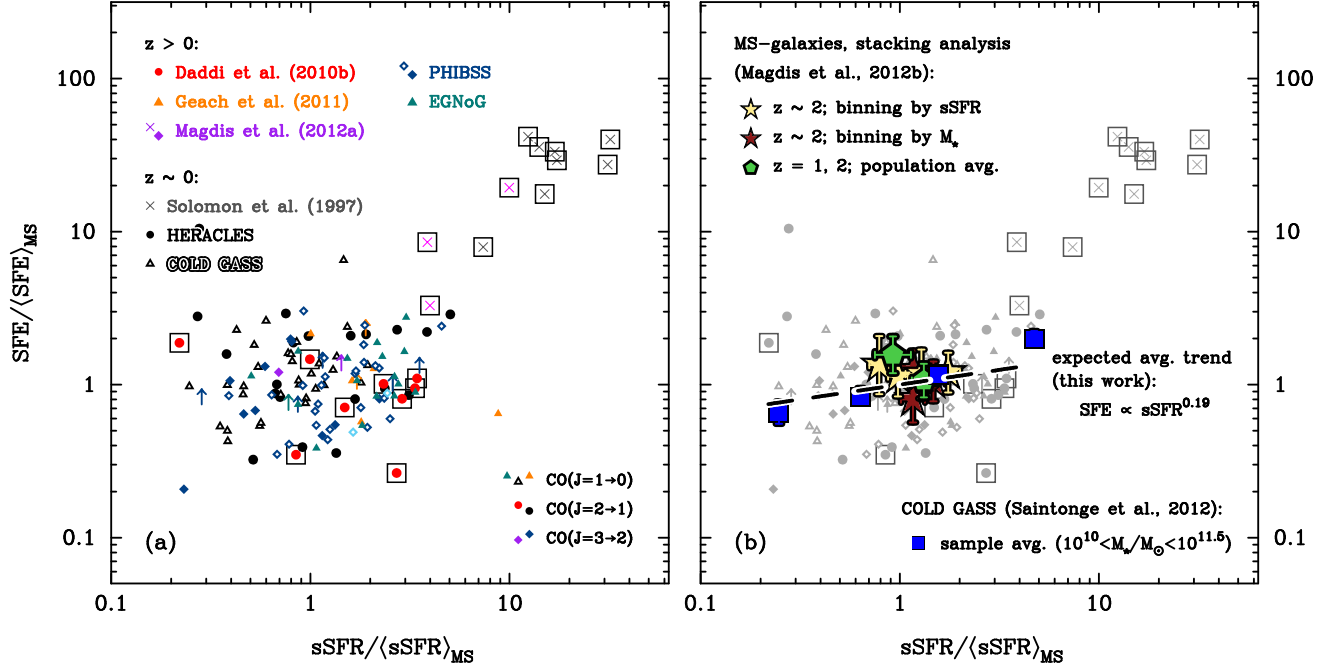 z > 0:
Daddi et al. (2010b)
PHIBSS
Geach et al. (2011)
EGNoG
Magdis et al. (2012a)
z ~ 0:
Solomon et al. (1997)
HERACLES
COLD GASS
CO(J=1→0)
CO(J=2→1)
CO(J=3→2)
(a)
100
10
1
0.1
SFE/⟨SFE⟩MS
0.1
1
10
sSFR/⟨sSFR⟩MS
MS-galaxies, stacking analysis
(Magdis et al., 2012b):
z ~ 2; binning by sSFR
z ~ 2; binning by M⋆
z = 1, 2; population avg.
expected avg. trend
(this work):
SFE ∝ sSFR^0.19
COLD GASS (Saintonge et al., 2012):
sample avg. (10^10<M⋆/M⊙<10^11.5)
(b)
100
10
1
0.1
0.1
1
10
sSFR/⟨sSFR⟩MS